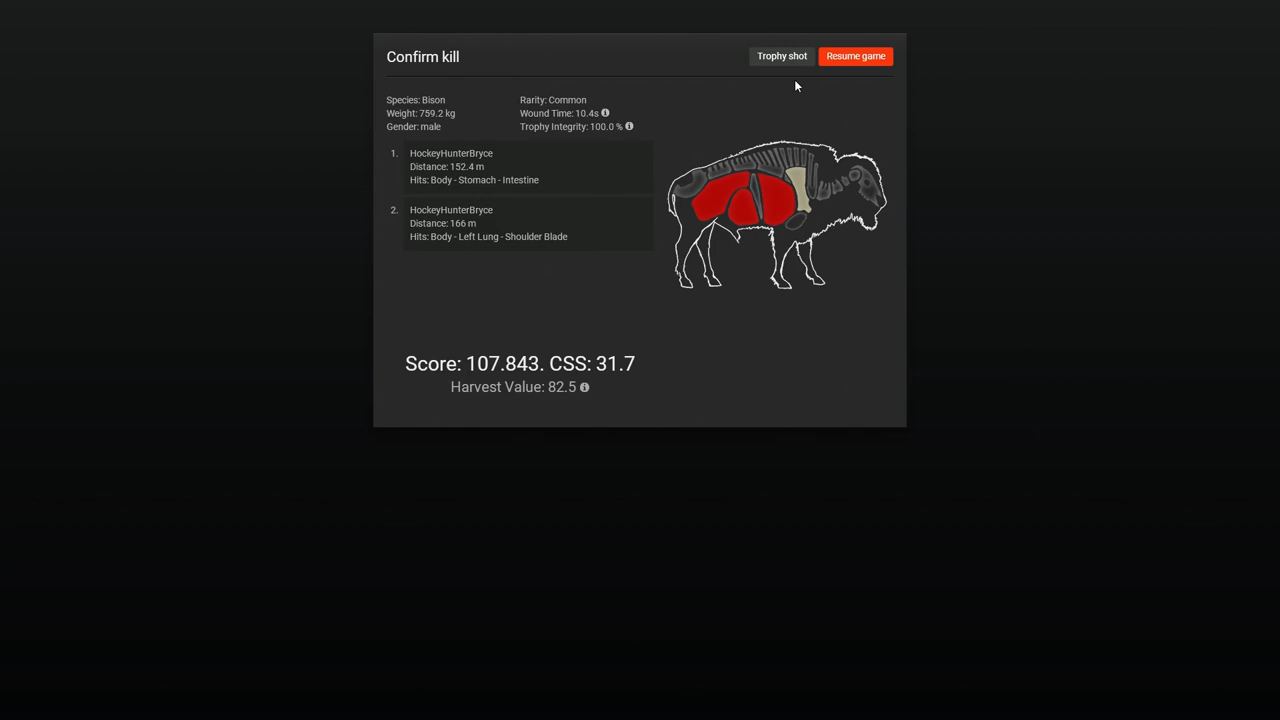 Confirm kill
Trophy shot
Resume game
Species: Bison
Rarity: Common
Weight: 759.2 kg
Wound Time: 10.4s
Gender: male
Trophy Integrity: 100.0 %
1. HockeyHunterBryce
Distance: 152.4 m
Hits: Body - Stomach - Intestine
2. HockeyHunterBryce
Distance: 166 m
Hits: Body - Left Lung - Shoulder Blade
Score: 107.843. CSS: 31.7
Harvest Value: 82.5